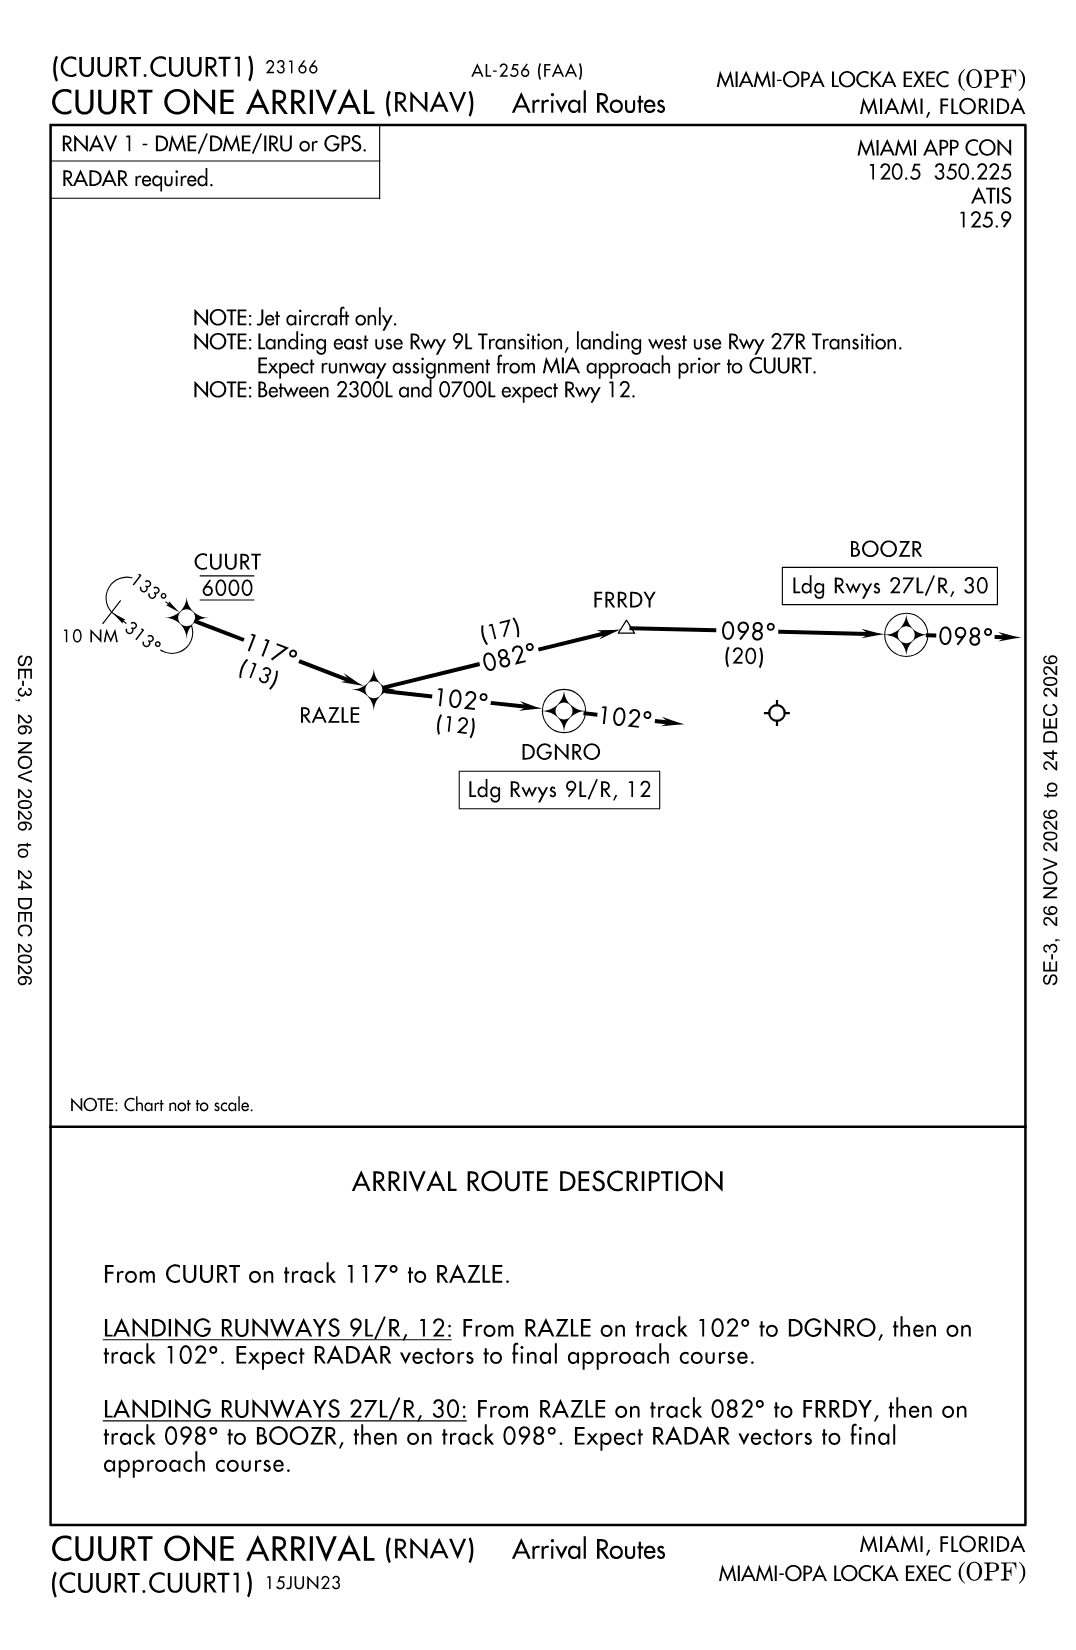 (CUURT.CUURT1) 23166
AL-256 (FAA)
MIAMI-OPA LOCKA EXEC (OPF)
CUURT ONE ARRIVAL (RNAV) Arrival Routes
MIAMI, FLORIDA
RNAV 1 - DME/DME/IRU or GPS.
RADAR required.
MIAMI APP CON
120.5 350.225
ATIS
125.9
NOTE: Jet aircraft only.
NOTE: Landing east use Rwy 9L Transition, landing west use Rwy 27R Transition.
Expect runway assignment from MIA approach prior to CUURT.
NOTE: Between 2300L and 0700L expect Rwy 12.
CUURT
6000
133°
313°
10 NM
117°
(13)
RAZLE
(17)
082°
FRRDY
098°
(20)
BOOZR
Ldg Rwys 27L/R, 30
098°
102°
(12)
102°
DGNRO
Ldg Rwys 9L/R, 12
SE-3, 26 NOV 2026 to 24 DEC 2026
SE-3, 26 NOV 2026 to 24 DEC 2026
NOTE: Chart not to scale.
ARRIVAL ROUTE DESCRIPTION
From CUURT on track 117° to RAZLE.
LANDING RUNWAYS 9L/R, 12: From RAZLE on track 102° to DGNRO, then on
track 102°. Expect RADAR vectors to final approach course.
LANDING RUNWAYS 27L/R, 30: From RAZLE on track 082° to FRRDY, then on
track 098° to BOOZR, then on track 098°. Expect RADAR vectors to final
approach course.
CUURT ONE ARRIVAL (RNAV) Arrival Routes
MIAMI, FLORIDA
(CUURT.CUURT1) 15JUN23
MIAMI-OPA LOCKA EXEC (OPF)